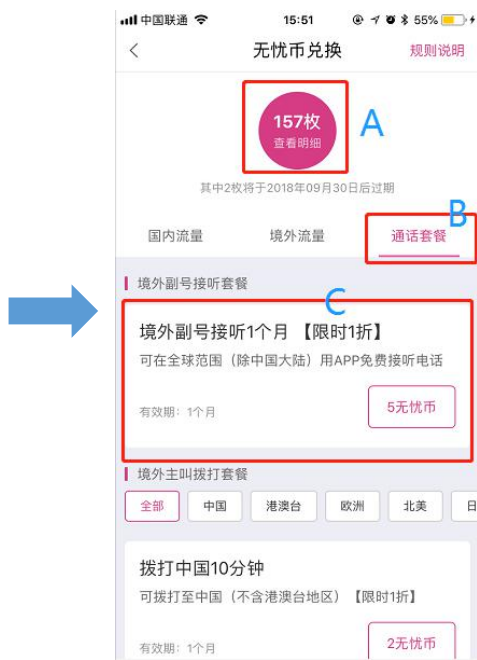 中国联通 15:51 55%
无忧币兑换 规则说明
157枚
查看明细
A
其中2枚将于2018年09月30日后过期
B
国内流量 境外流量 通话套餐
境外副号接听套餐
C
境外副号接听1个月 【限时1折】
可在全球范围（除中国大陆）用APP免费接听电话
有效期：1个月 5无忧币
境外主叫拨打套餐
全部 中国 港澳台 欧洲 北美 日
拨打中国10分钟
可拨打至中国（不含港澳台地区）【限时1折】
有效期：1个月 2无忧币